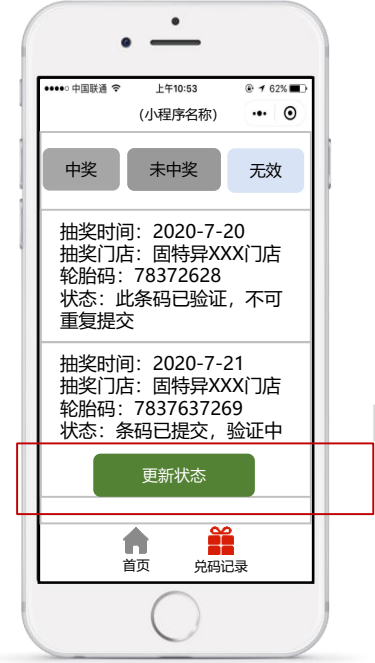 中国联通 上午10:53 62%
(小程序名称)
中奖 未中奖 无效
抽奖时间：2020-7-20
抽奖门店：固特异XXX门店
轮胎码：78372628
状态：此条码已验证，不可
重复提交
抽奖时间：2020-7-21
抽奖门店：固特异XXX门店
轮胎码：7837637269
状态：条码已提交，验证中
更新状态
首页 兑码记录